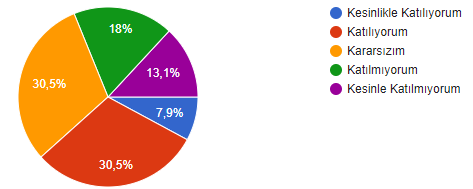 18%
30,5%
13,1%
7,9%
30,5%
Kesinlikle Katılıyorum
Katılıyorum
Kararsızım
Katılmıyorum
Kesinle Katılmıyorum